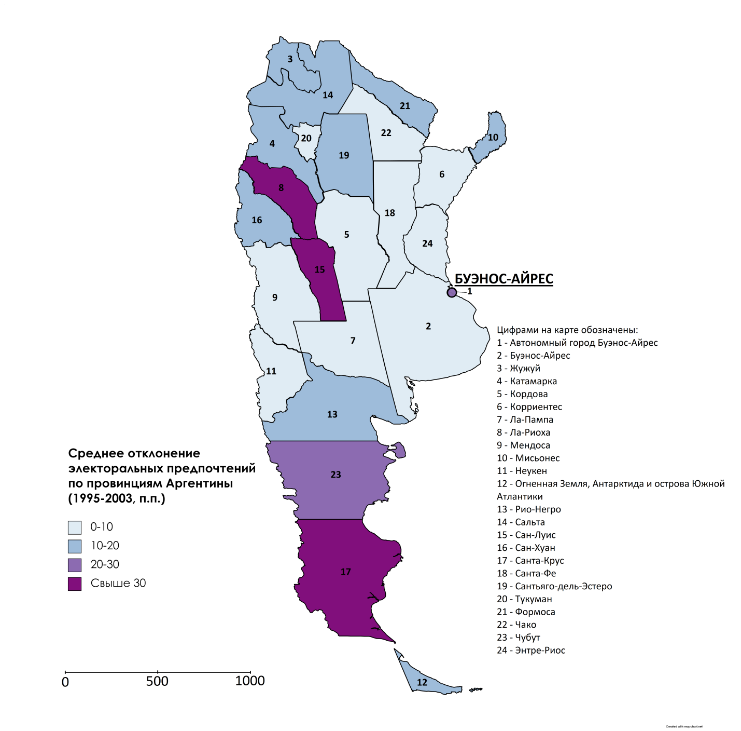 3
14
21
22
10
20
4
19
6
8
18
16
5
24
15
БУЭНОС-АЙРЕС
1
9
2
7
11
13
23
17
12
Цифрами на карте обозначены:
1 - Автономный город Буэнос-Айрес
2 - Буэнос-Айрес
3 - Жужуй
4 - Катамарка
5 - Кордова
6 - Корриентес
7 - Ла-Пампа
8 - Ла-Риоха
9 - Мендоса
10 - Мисьонес
11 - Неукен
12 - Огненная Земля, Антарктида и острова Южной
Атлантики
13 - Рио-Негро
14 - Сальта
15 - Сан-Луис
16 - Сан-Хуан
17 - Санта-Крус
18 - Санта-Фе
19 - Сантьяго-дель-Эстеро
20 - Тукуман
21 - Формоса
22 - Чако
23 - Чубут
24 - Энтре-Риос
Среднее отклонение
электоральных предпочтений
по провинциям Аргентины
(1995-2003, п.п.)
0-10
10-20
20-30
Свыше 30
0 500 1000